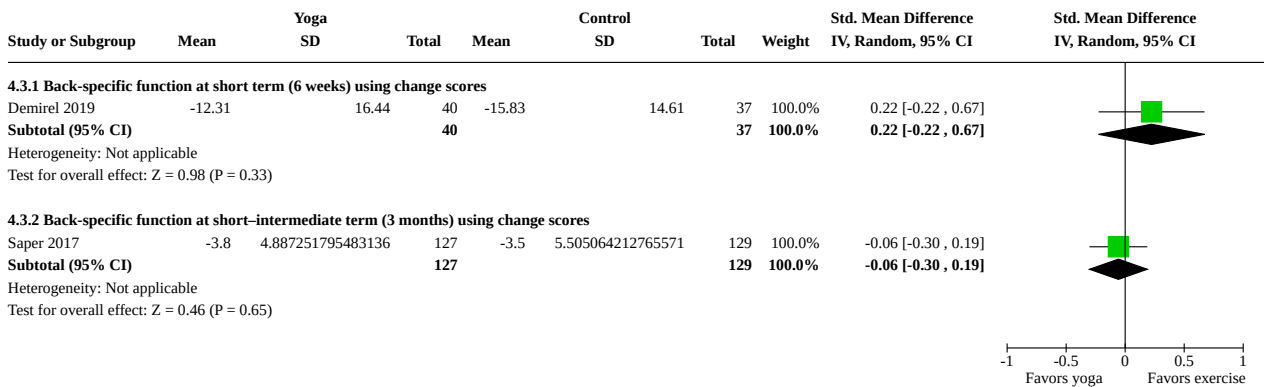 Yoga Control Std. Mean Difference Std. Mean Difference
Study or Subgroup Mean SD Total Mean SD Total Weight IV, Random, 95% CI IV, Random, 95% CI
4.3.1 Back-specific function at short term (6 weeks) using change scores
Demirel 2019 -12.31 16.44 40 -15.83 14.61 37 100.0% 0.22 [-0.22 , 0.67]
Subtotal (95% CI) 40 37 100.0% 0.22 [-0.22 , 0.67]
Heterogeneity: Not applicable
Test for overall effect: Z = 0.98 (P = 0.33)
4.3.2 Back-specific function at short–intermediate term (3 months) using change scores
Saper 2017 -3.8 4.887251795483136 127 -3.5 5.505064212765571 129 100.0% -0.06 [-0.30 , 0.19]
Subtotal (95% CI) 127 129 100.0% -0.06 [-0.30 , 0.19]
Heterogeneity: Not applicable
Test for overall effect: Z = 0.46 (P = 0.65)
-1 -0.5 0 0.5 1
Favors yoga Favors exercise